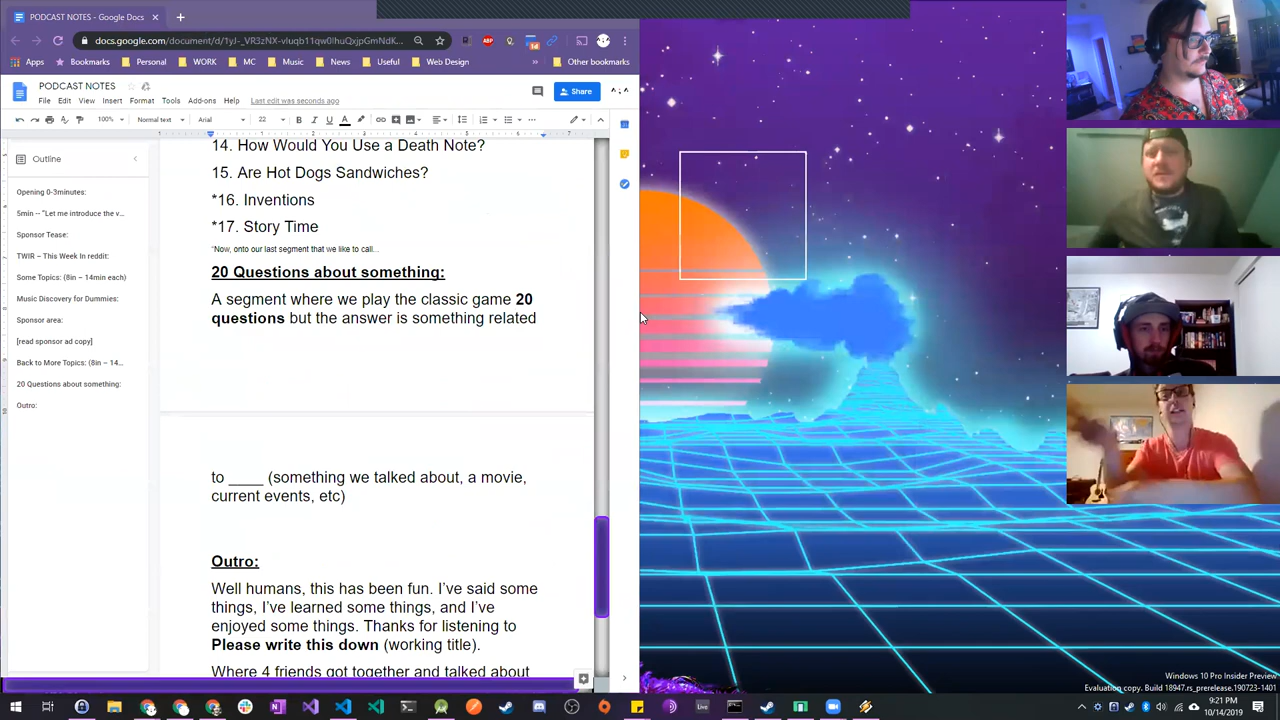 PODCAST NOTES - Google Docs
docs.google.com/document/d/1yJ-_VR3zNX-vluqb11qw0lhuQxjpGmNdK...
Apps Bookmarks Personal WORK MC Music News Useful Web Design Other bookmarks
PODCAST NOTES
File Edit View Insert Format Tools Add-ons Help Last edit was seconds ago
Share
100% Normal text Arial 22
Outline
Opening 0-3minutes:
5min -- "Let me introduce the v...
Sponsor Tease:
TWIR – This Week In reddit:
Some Topics: (8in – 14min each)
Music Discovery for Dummies:
Sponsor area:
[read sponsor ad copy]
Back to More Topics: (8in – 14...
20 Questions about something:
Outro:
14. How Would You Use a Death Note?
15. Are Hot Dogs Sandwiches?
*16. Inventions
*17. Story Time
"Now, onto our last segment that we like to call...
20 Questions about something:
A segment where we play the classic game 20
questions but the answer is something related
to ____ (something we talked about, a movie,
current events, etc)
Outro:
Well humans, this has been fun. I've said some
things, I've learned some things, and I've
enjoyed some things. Thanks for listening to
Please write this down (working title).
Where 4 friends got together and talked about
Windows 10 Pro Insider Preview
Evaluation copy. Build 18947.rs_prerelease.190723-1401
Live
9:21 PM
10/14/2019